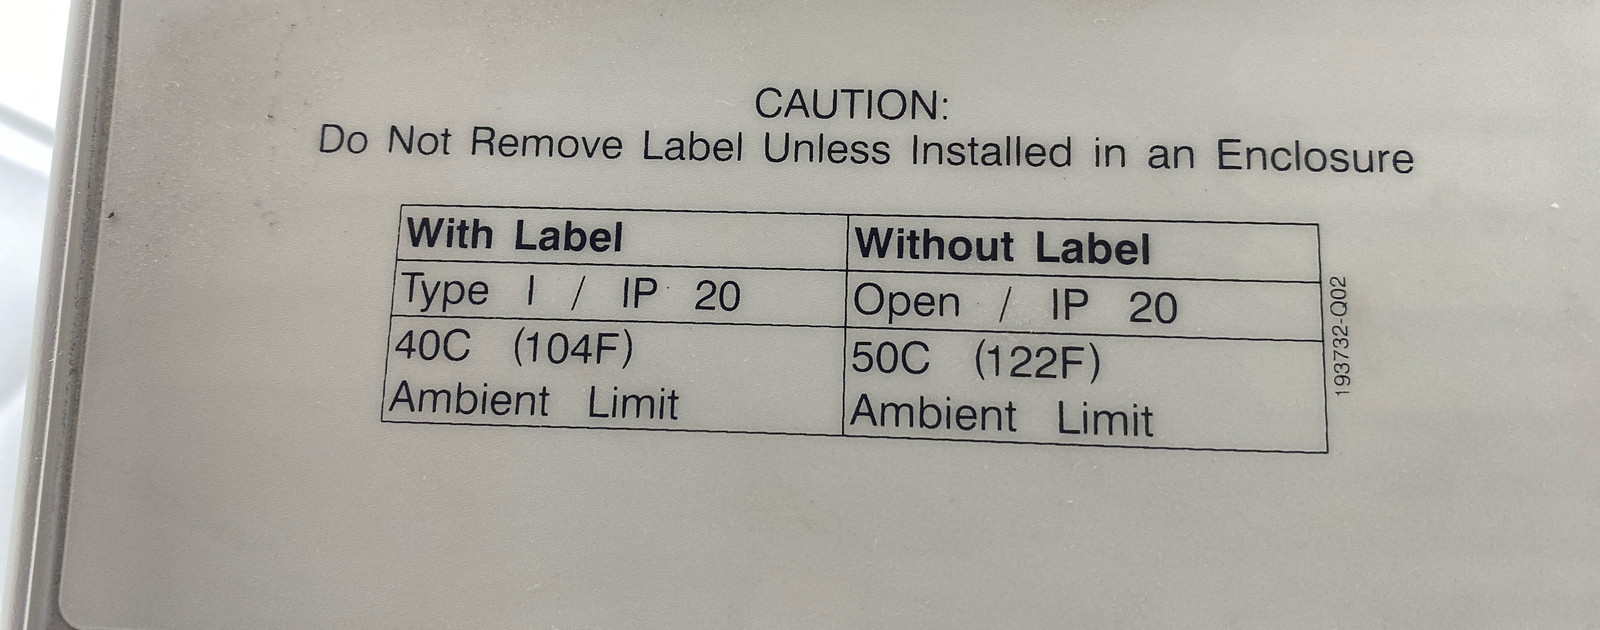 CAUTION:
Do Not Remove Label Unless Installed in an Enclosure
With Label Without Label
Type I / IP 20 Open / IP 20
40C (104F) 50C (122F)
Ambient Limit Ambient Limit
193732-Q02